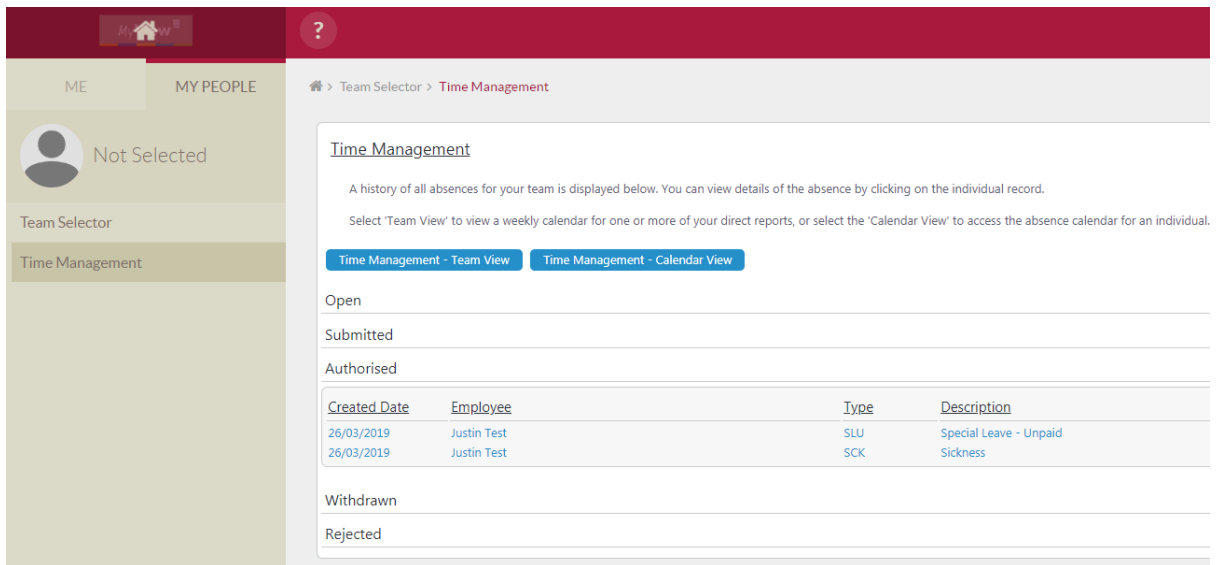 ?
ME MY PEOPLE
> Team Selector > Time Management
Not Selected
Team Selector
Time Management
Time Management
A history of all absences for your team is displayed below. You can view details of the absence by clicking on the individual record.
Select 'Team View' to view a weekly calendar for one or more of your direct reports, or select the 'Calendar View' to access the absence calendar for an individual.
Time Management - Team View Time Management - Calendar View
Open
Submitted
Authorised
Created Date Employee Type Description
26/03/2019 Justin Test SLU Special Leave - Unpaid
26/03/2019 Justin Test SCK Sickness
Withdrawn
Rejected